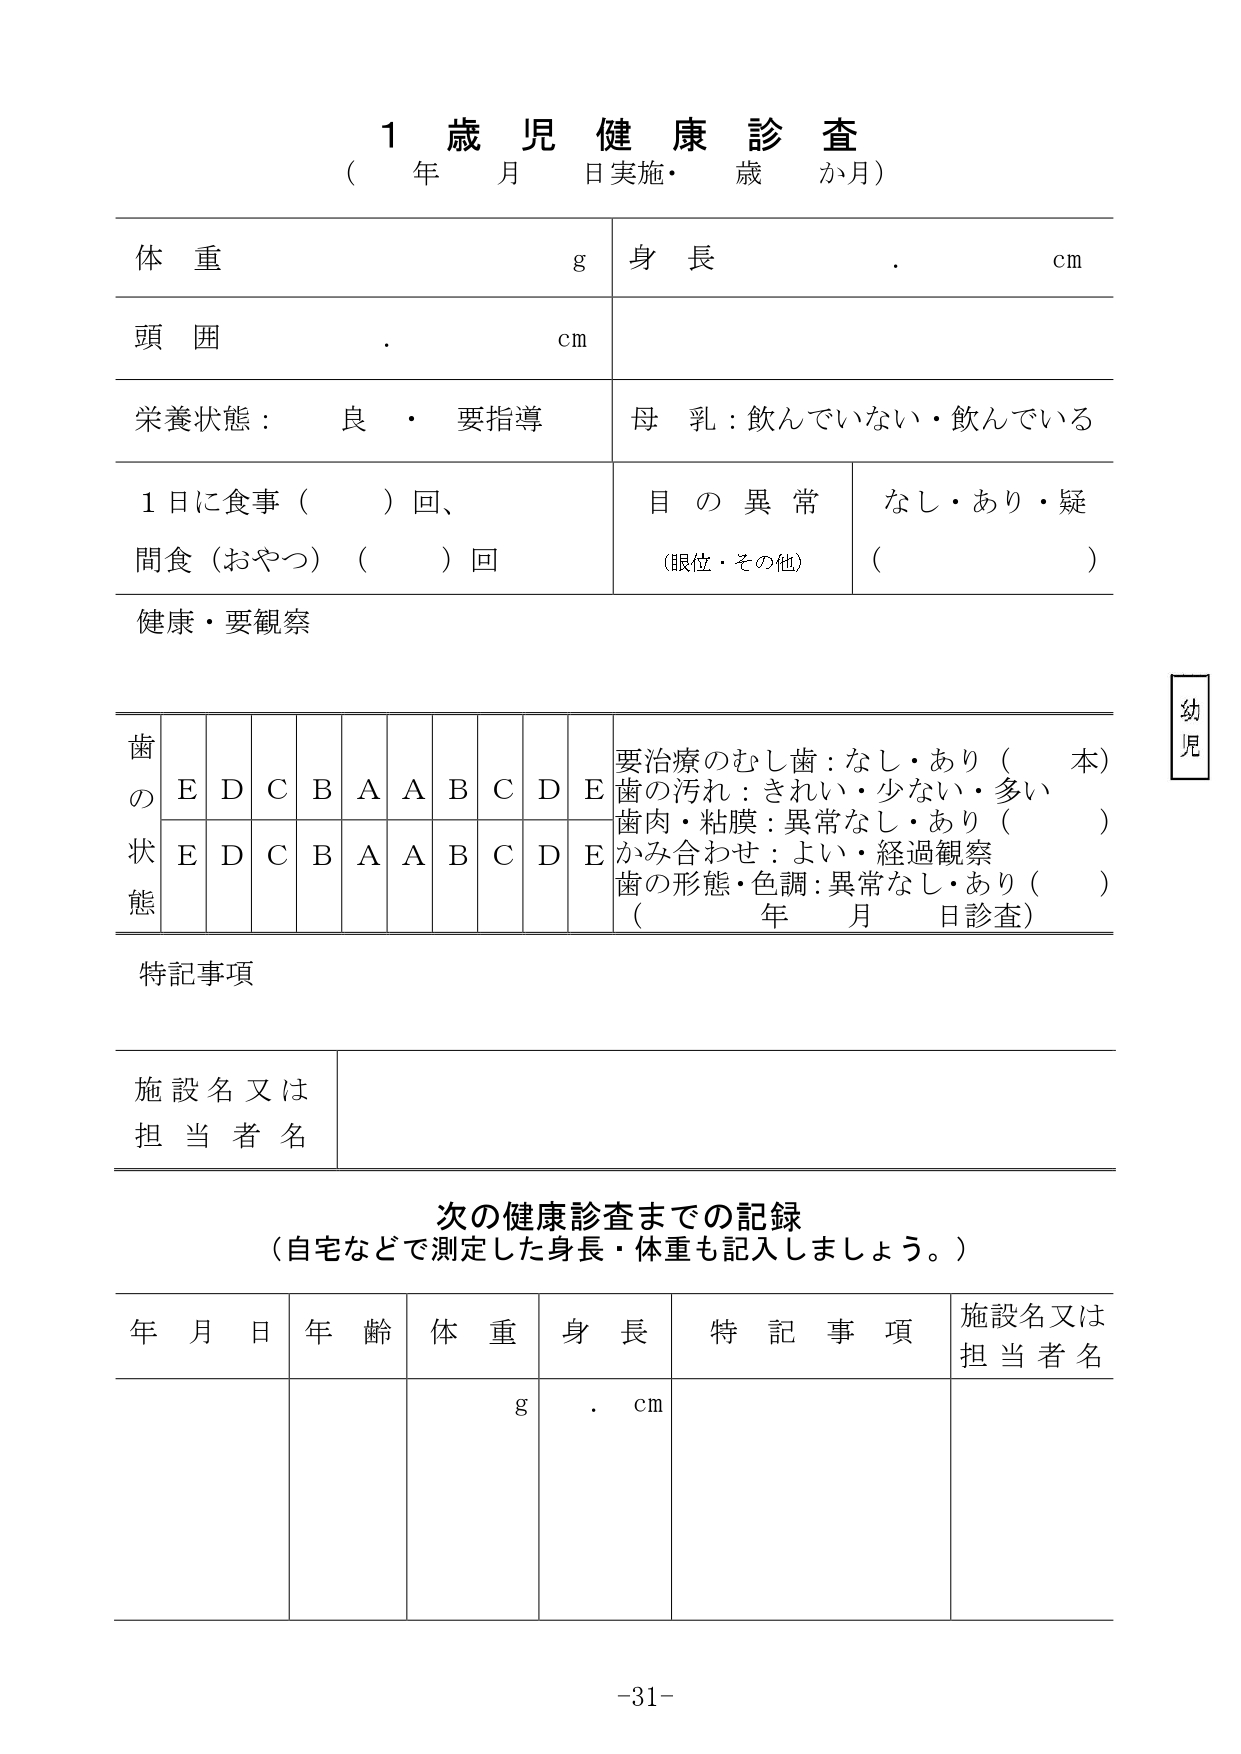 １歳児健康診査
（　　年　　月　　日実施・　　歳　　か月）
体　重　　　　　　　　　g
身　長　　　　　　．　　　　　cm
頭　囲　　　　　．　　　　　cm
栄養状態：　　良　・　要指導
母　乳：飲んでいない・飲んでいる
１日に食事（　　）回、
間食（おやつ）（　　）回
目の異常
（眼位・その他）
なし・あり・疑
（　　　　　　　）
健康・要観察
幼児
歯の状態
E D C B A A B C D E
E D C B A A B C D E
要治療のむし歯：なし・あり（　　本）
歯の汚れ：きれい・少ない・多い
歯肉・粘膜：異常なし・あり（　　　）
かみ合わせ：よい・経過観察
歯の形態・色調：異常なし・あり（　　）
（　　　　年　　月　　日診査）
特記事項
施設名又は
担当者名
次の健康診査までの記録
（自宅などで測定した身長・体重も記入しましょう。）
年　月　日　年　齢　体　重　身　長　特　記　事　項　施設名又は
担当者名
g　　．　cm
−31−